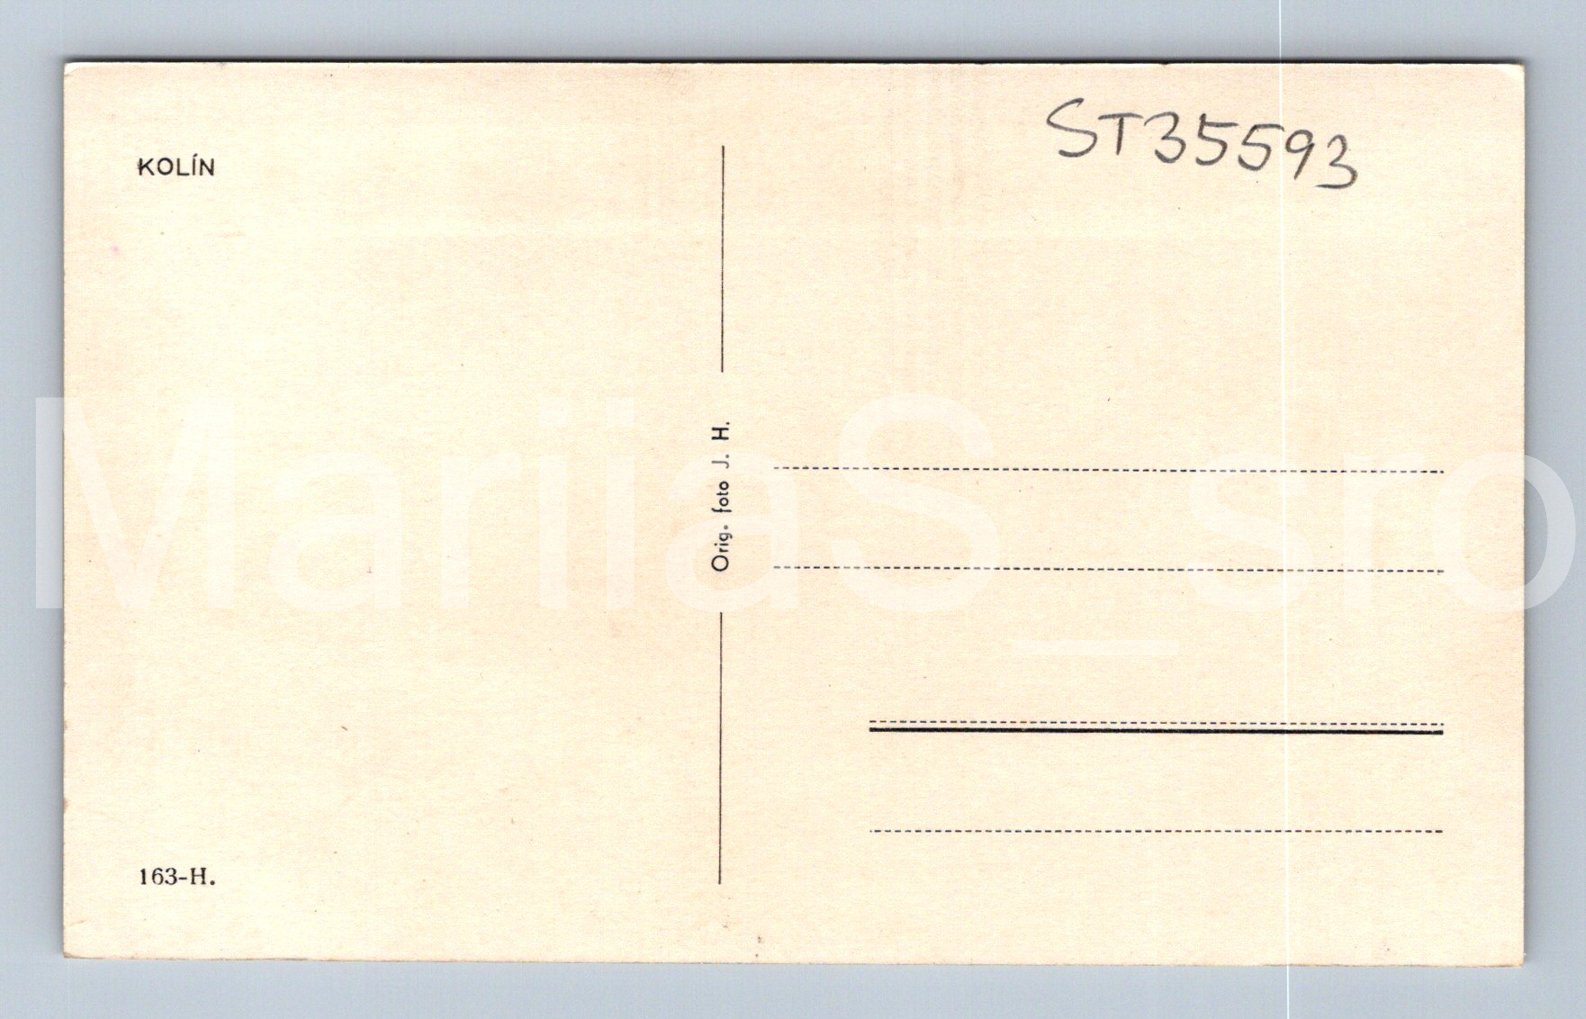 KOLÍN
ST35593
Orig. foto J. H.
MariiaS_sro
163-H.